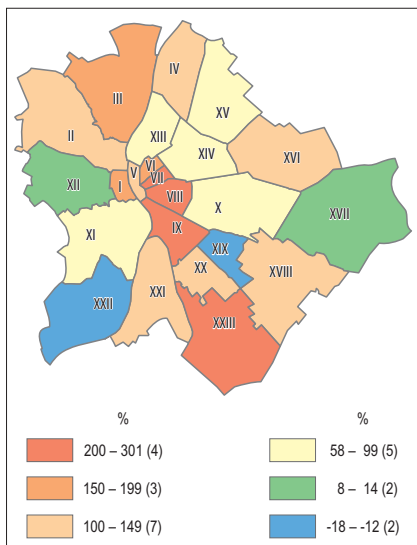 IV
III
XV
II
XIII
XIV
XVI
VI
V
VII
XII
I
VIII
X
XVII
IX
XI
XIX
XX
XVIII
XXII
XXI
XXIII
% %
200 – 301 (4) 58 – 99 (5)
150 – 199 (3) 8 – 14 (2)
100 – 149 (7) -18 – -12 (2)